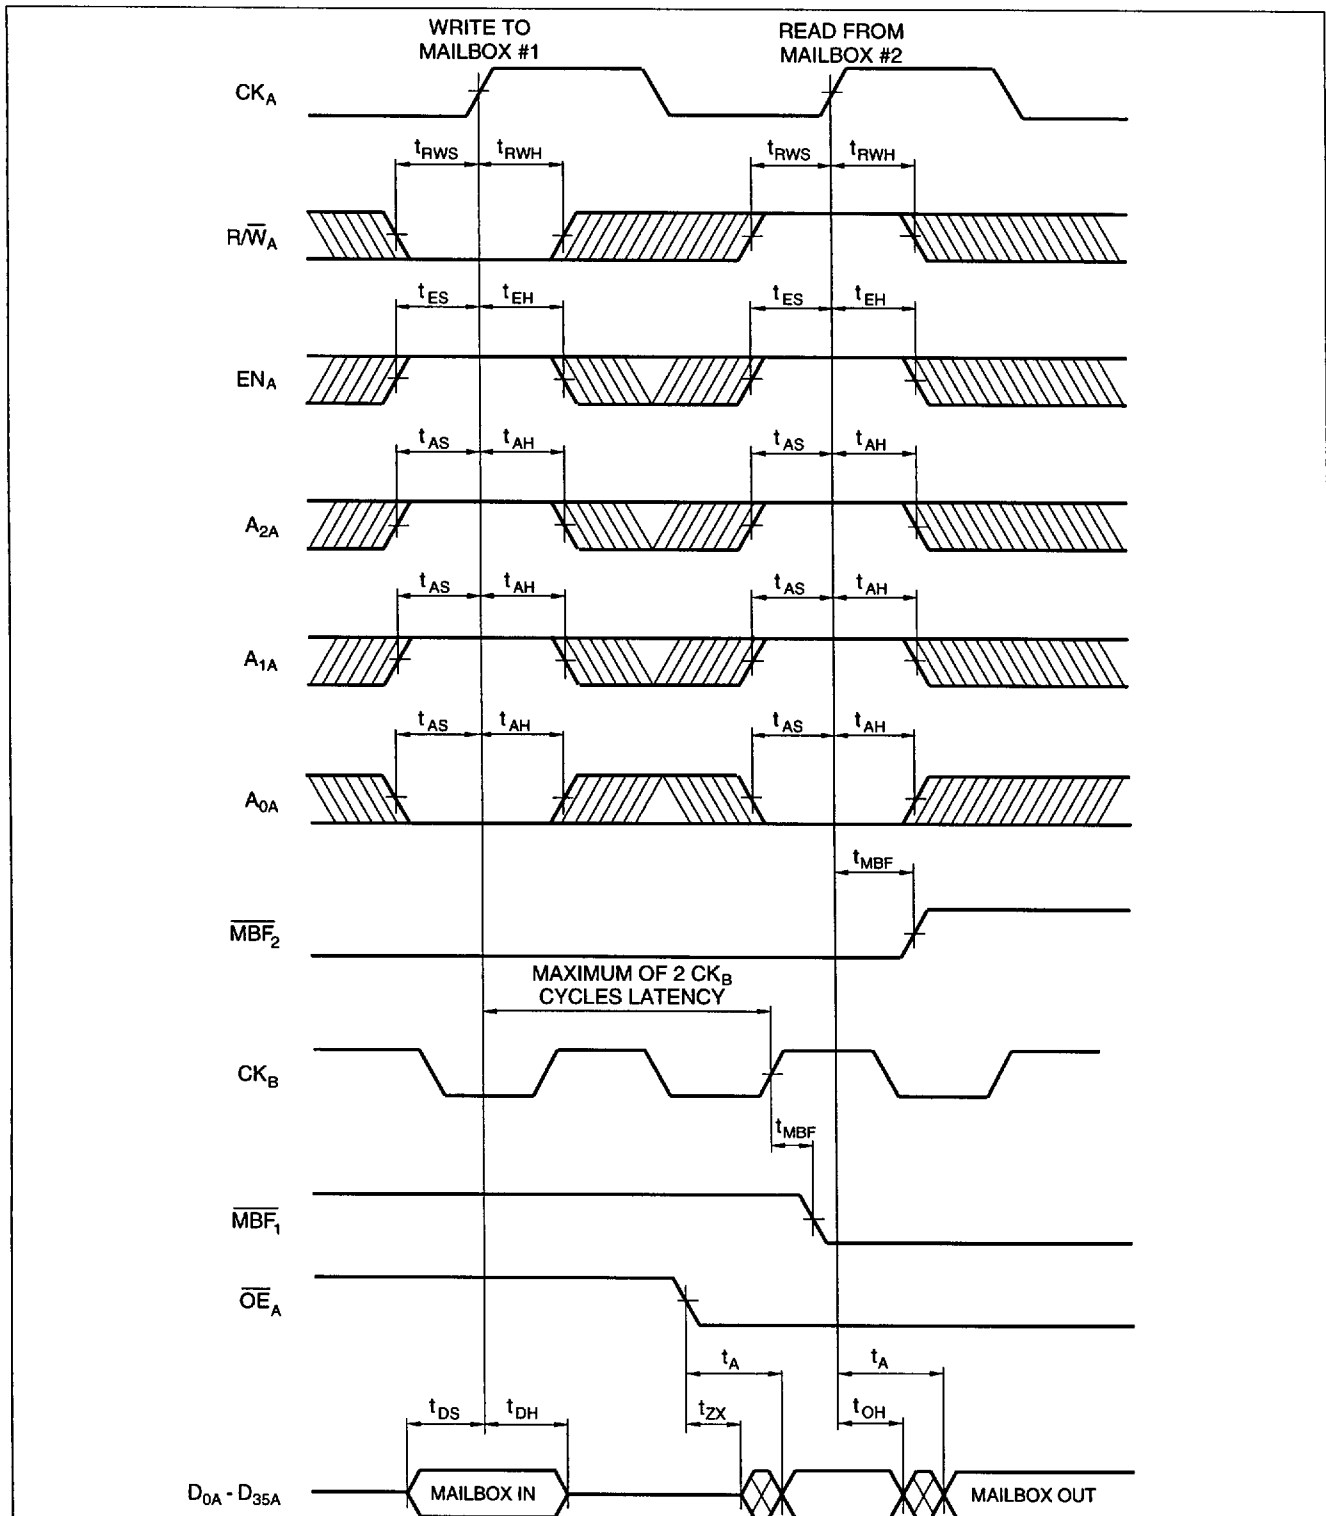 WRITE TO
MAILBOX #1
READ FROM
MAILBOX #2
CKA
tRWS tRWH tRWS tRWH
R/W̅A
tES tEH tES tEH
ENA
tAS tAH tAS tAH
A2A
tAS tAH tAS tAH
A1A
tAS tAH tAS tAH
A0A
tMBF
M̅B̅F̅2
MAXIMUM OF 2 CKB
CYCLES LATENCY
CKB
tMBF
M̅B̅F̅1
O̅E̅A
tA tA
tDS tDH tZX tOH
D0A - D35A MAILBOX IN MAILBOX OUT